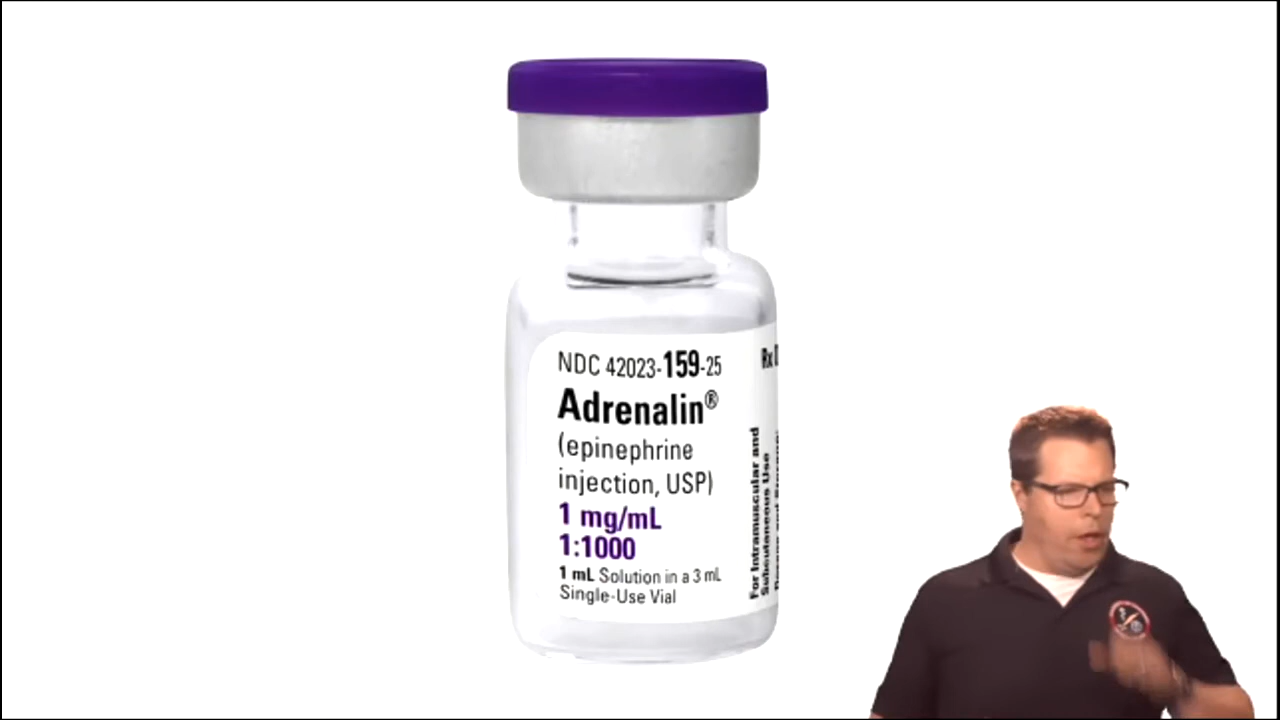 NDC 42023-159-25
Adrenalin®
(epinephrine
injection, USP)
1 mg/mL
1:1000
1 mL Solution in a 3 mL
Single-Use Vial
Rx
For Intramuscular and
Subcutaneous Use